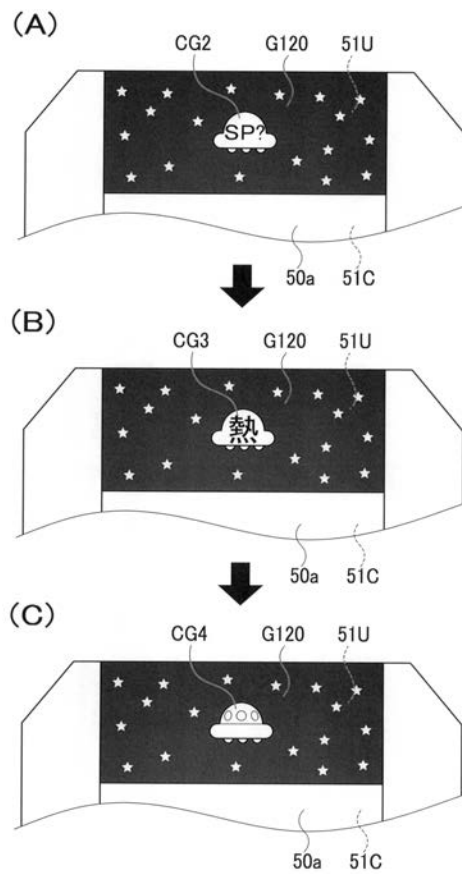 (A)
CG2 G120 51U
SP?
50a 51C
(B)
CG3 G120 51U
熱
50a 51C
(C)
CG4 G120 51U
50a 51C